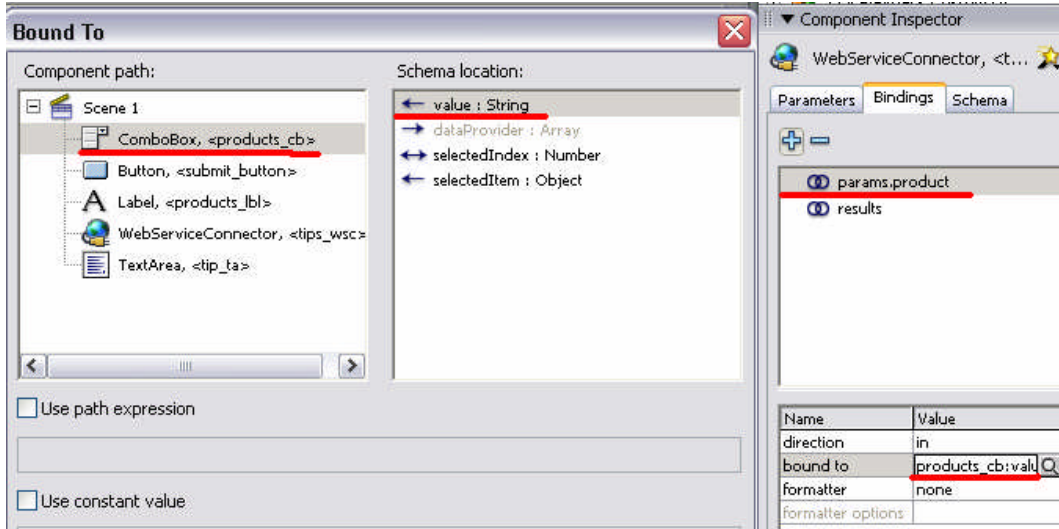 Bound To
Component path:
Scene 1
ComboBox, <products_cb>
Button, <submit_button>
Label, <products_lbl>
WebServiceConnector, <tips_wsc>
TextArea, <tip_ta>
Schema location:
value : String
dataProvider : Array
selectedIndex : Number
selectedItem : Object
Use path expression
Use constant value
Component Inspector
WebServiceConnector, <t...
Parameters Bindings Schema
params.product
results
Name Value
direction in
bound to products_cb:valu
formatter none
formatter options